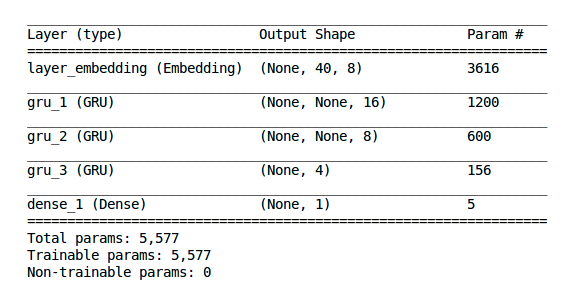 Layer (type) Output Shape Param #
layer_embedding (Embedding) (None, 40, 8) 3616
gru_1 (GRU) (None, None, 16) 1200
gru_2 (GRU) (None, None, 8) 600
gru_3 (GRU) (None, 4) 156
dense_1 (Dense) (None, 1) 5
Total params: 5,577
Trainable params: 5,577
Non-trainable params: 0